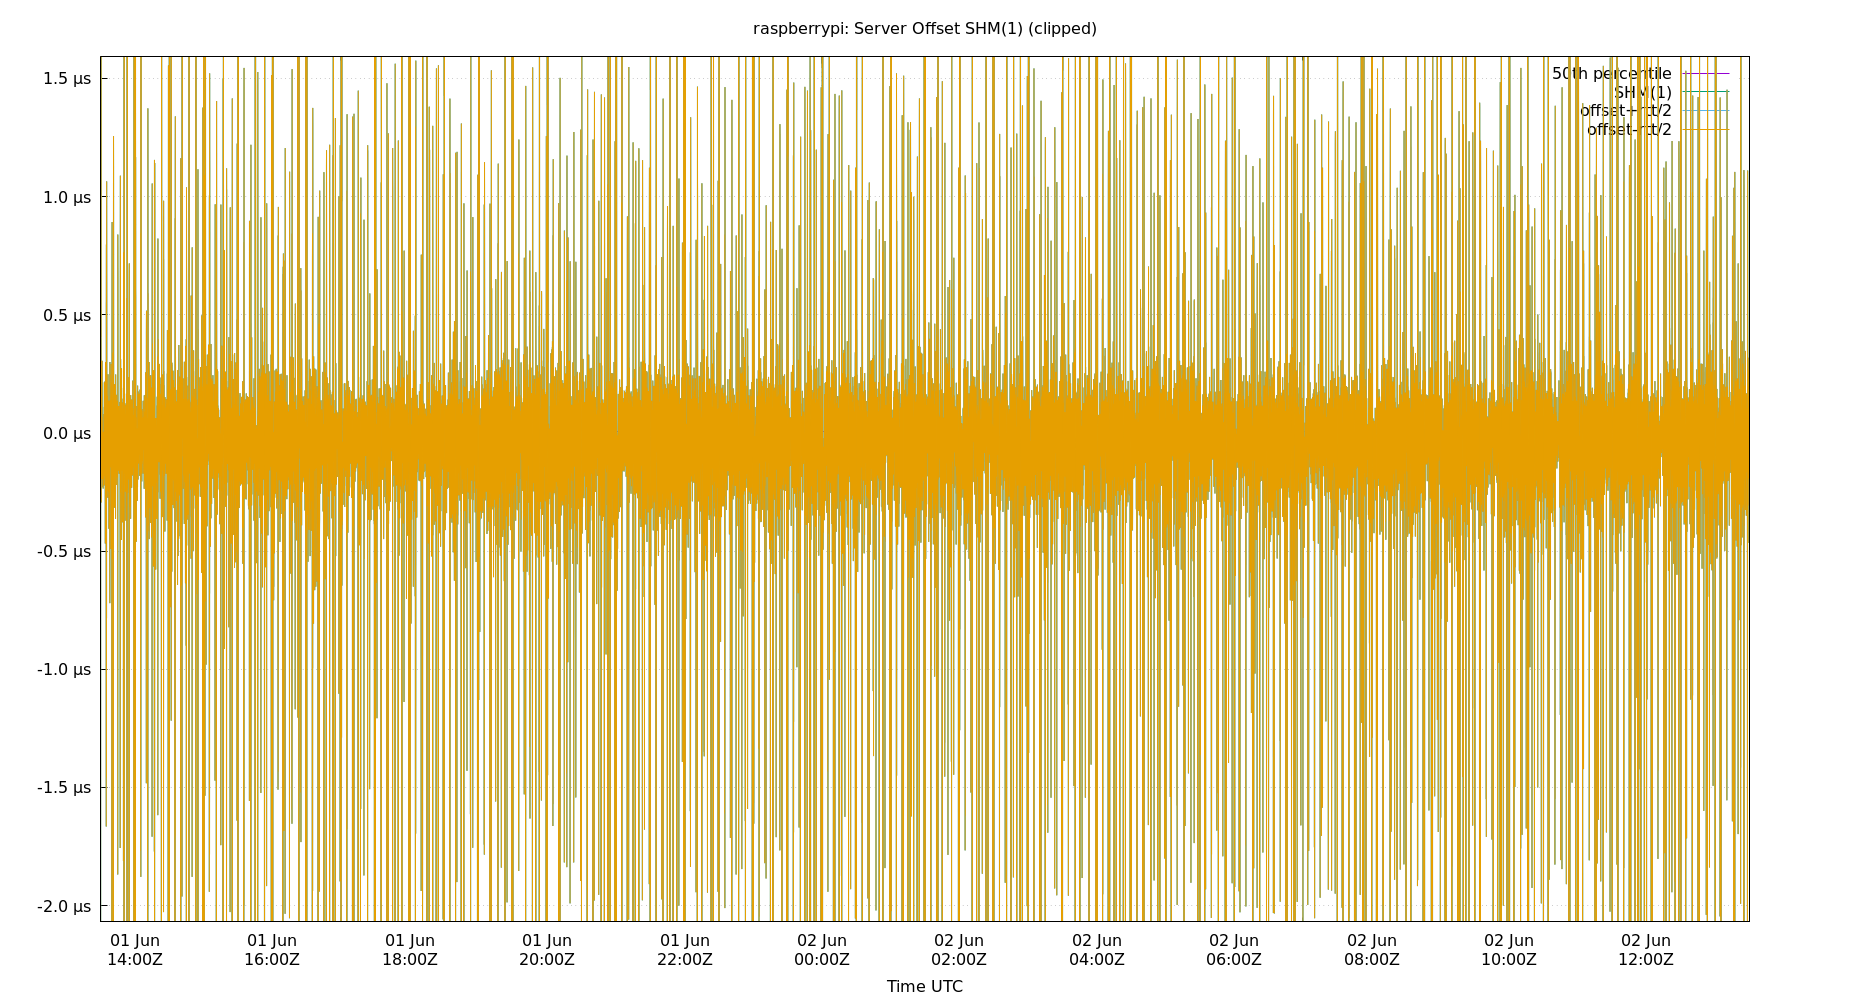 raspberrypi: Server Offset SHM(1) (clipped)
1.5 µs
1.0 µs
0.5 µs
0.0 µs
-0.5 µs
-1.0 µs
-1.5 µs
-2.0 µs
50th percentile
SHM(1)
offset+rtt/2
offset-rtt/2
01 Jun 01 Jun 01 Jun 01 Jun 01 Jun 02 Jun 02 Jun 02 Jun 02 Jun 02 Jun 02 Jun 02 Jun
14:00Z 16:00Z 18:00Z 20:00Z 22:00Z 00:00Z 02:00Z 04:00Z 06:00Z 08:00Z 10:00Z 12:00Z
Time UTC